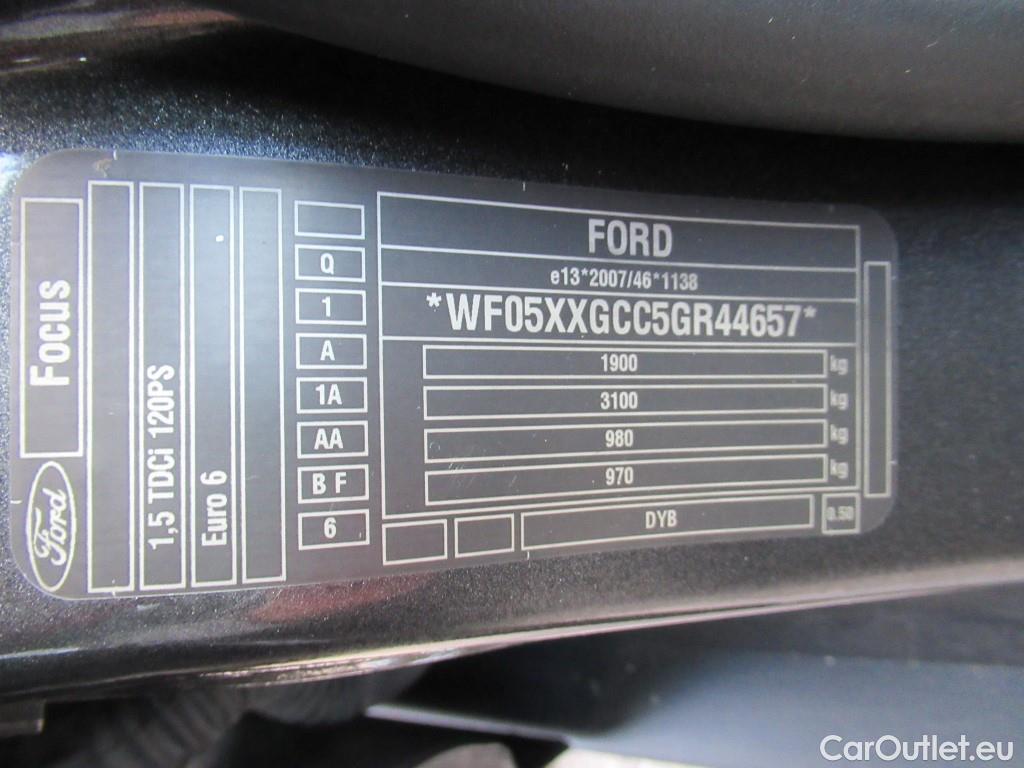 Focus
Ford
1,5 TDCi 120PS
Euro 6
Q
1
A
1A
AA
B F
6
FORD
e13*2007/46*1138
*WF05XXGCC5GR44657*
1900 kg
3100 kg
980 kg
970 kg
DYB
0.50
CarOutlet.eu